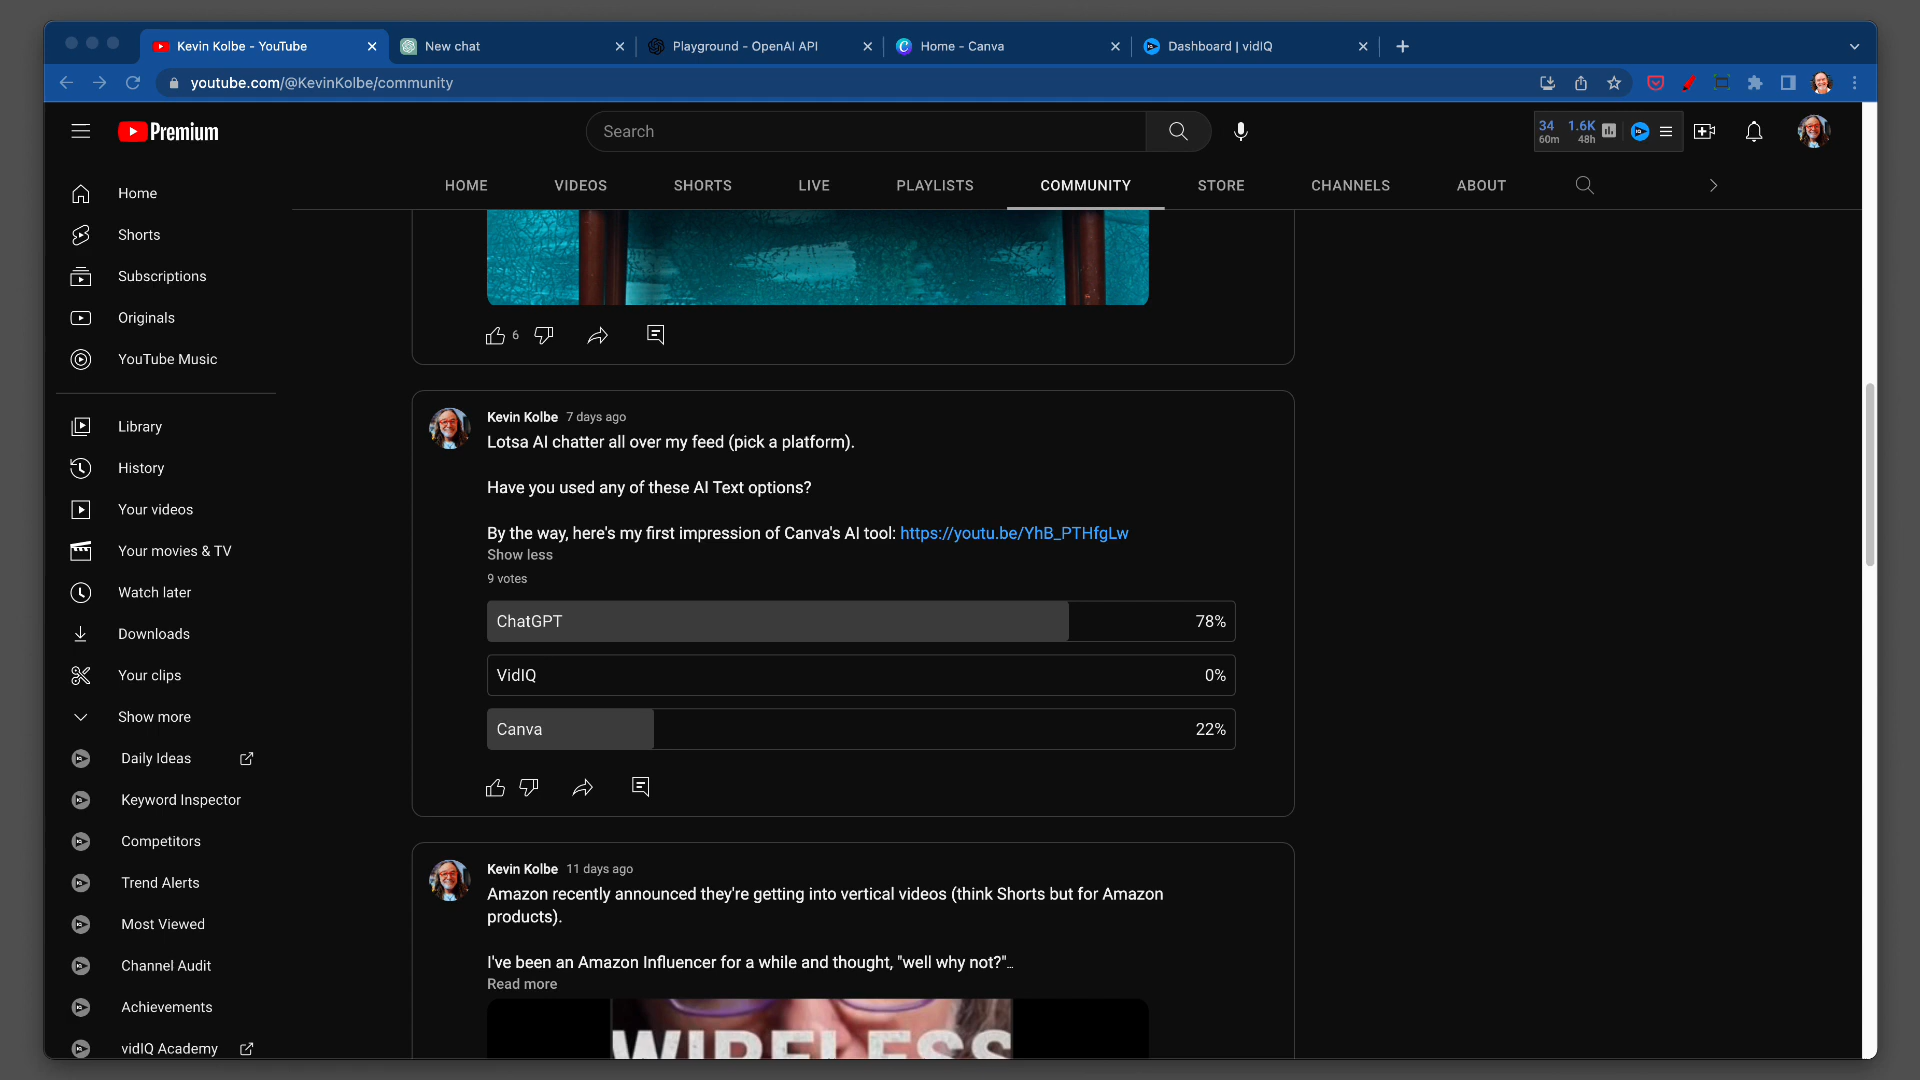 Kevin Kolbe - YouTube
New chat
Playground - OpenAI API
Home - Canva
Dashboard | vidIQ
youtube.com/@KevinKolbe/community
Premium
Search
34 1.6K
60m 48h
HOME VIDEOS SHORTS LIVE PLAYLISTS COMMUNITY STORE CHANNELS ABOUT
Home
Shorts
Subscriptions
Originals
YouTube Music
Library
History
Your videos
Your movies & TV
Watch later
Downloads
Your clips
Show more
Daily Ideas
Keyword Inspector
Competitors
Trend Alerts
Most Viewed
Channel Audit
Achievements
vidIQ Academy
6
Kevin Kolbe 7 days ago
Lotsa AI chatter all over my feed (pick a platform).
Have you used any of these AI Text options?
By the way, here's my first impression of Canva's AI tool: https://youtu.be/YhB_PTHfgLw
Show less
9 votes
ChatGPT 78%
VidIQ 0%
Canva 22%
Kevin Kolbe 11 days ago
Amazon recently announced they're getting into vertical videos (think Shorts but for Amazon
products).
I've been an Amazon Influencer for a while and thought, "well why not?"...
Read more
WIRELESS